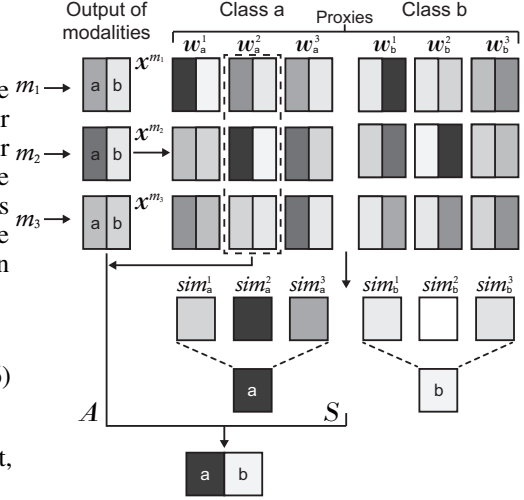 Output of modalities
Class a
Proxies
Class b
x^{m_1}
w_a^1 w_a^2 w_a^3 w_b^1 w_b^2 w_b^3
e m_1 a b
r
r x^{m_2}
m_2 a b
e
s x^{m_3}
m_3 a b
e
n
sim_a^1 sim_a^2 sim_a^3 sim_b^1 sim_b^2 sim_b^3
)
a b
A S
t,
a b